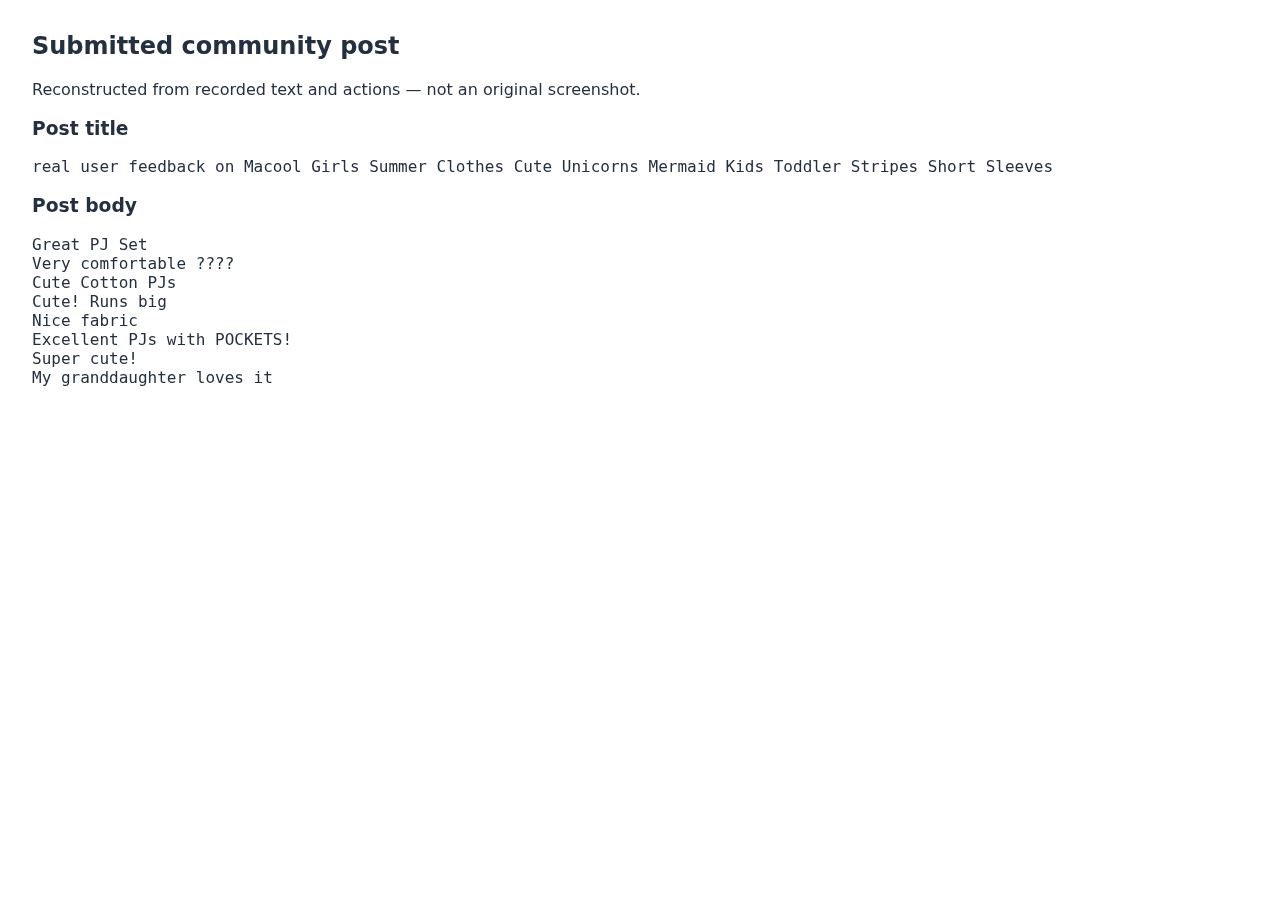 Submitted community post
Reconstructed from recorded text and actions — not an original screenshot.
Post title
real user feedback on Macool Girls Summer Clothes Cute Unicorns Mermaid Kids Toddler Stripes Short Sleeves
Post body
Great PJ Set
Very comfortable ????
Cute Cotton PJs
Cute! Runs big
Nice fabric
Excellent PJs with POCKETS!
Super cute!
My granddaughter loves it